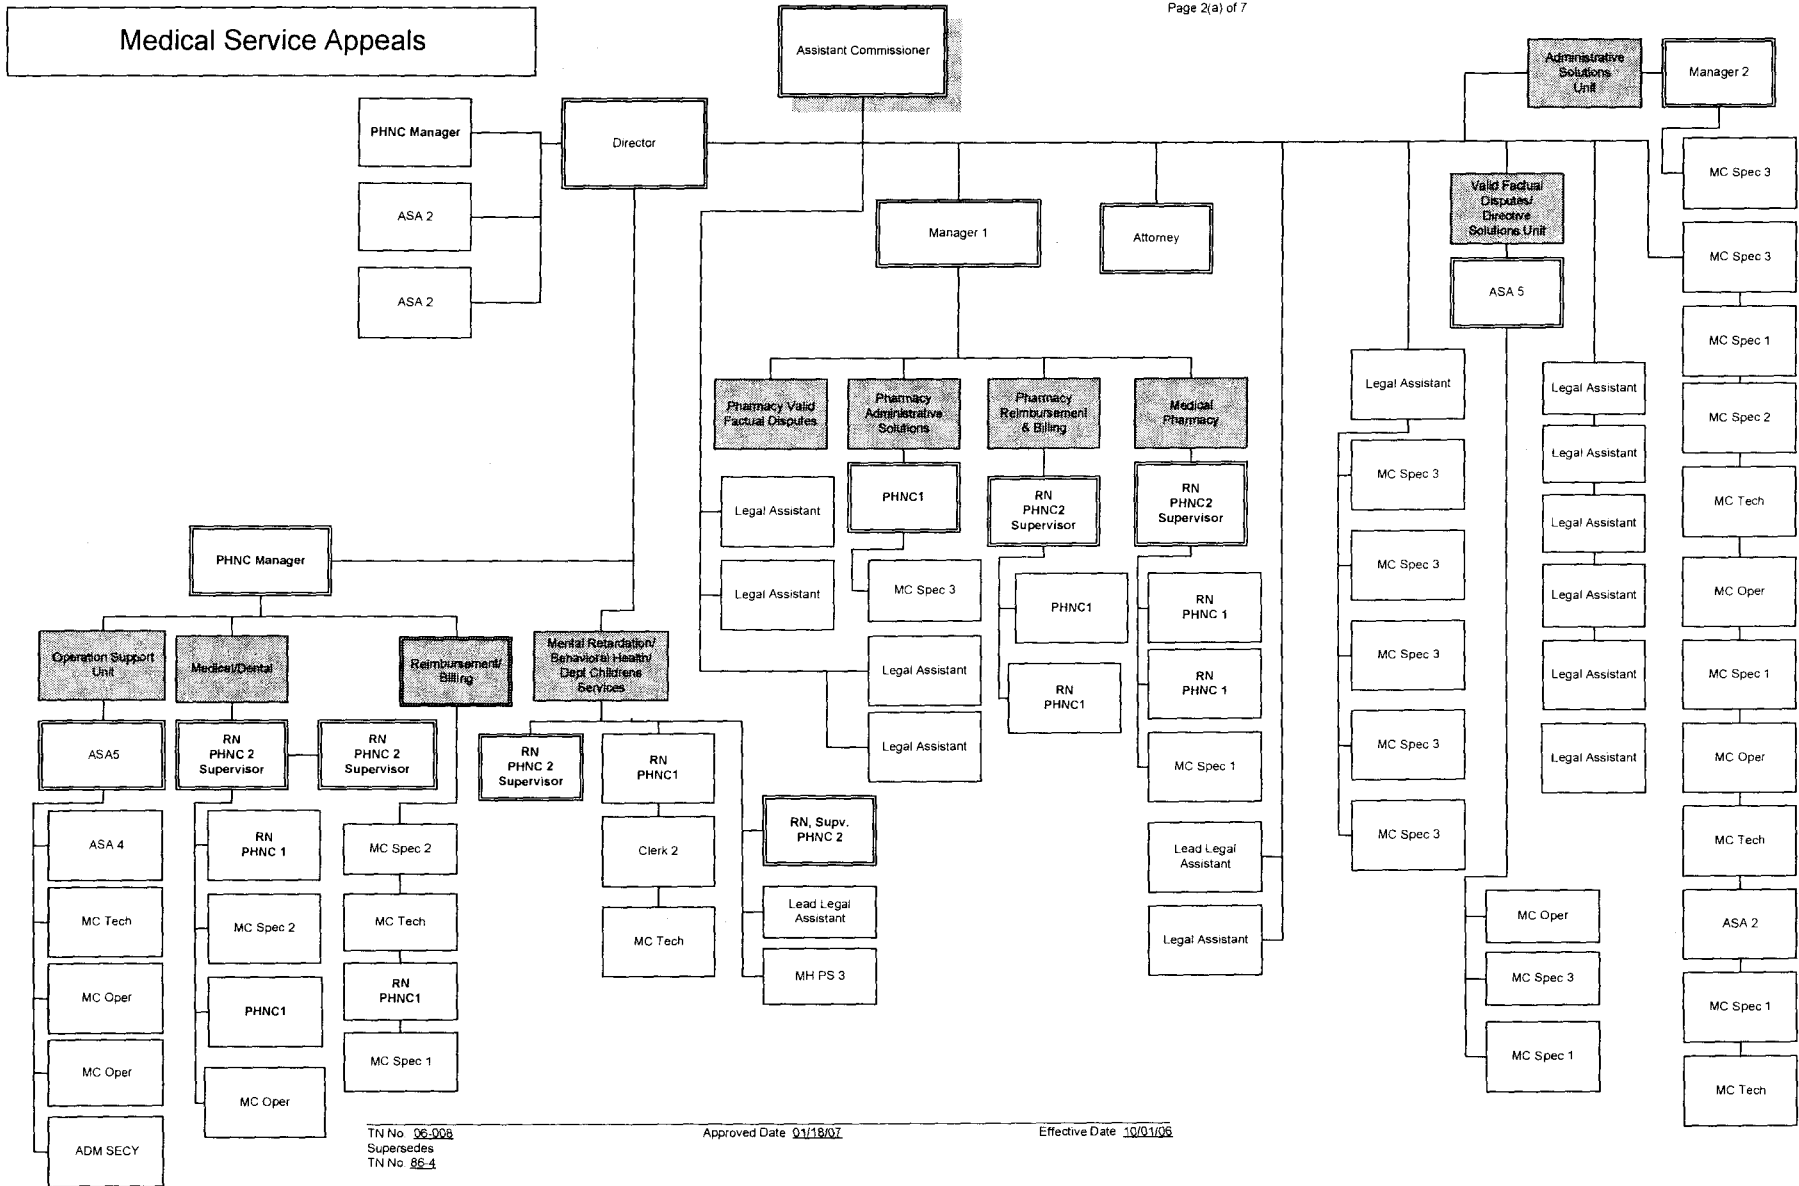 Page 2(a) of 7
Medical Service Appeals
Assistant Commissioner
Administrative
Solutions
Unit
Manager 2
PHNC Manager
Director
MC Spec 3
ASA 2
Manager 1
Attorney
Valid Factual
Disputes/
Directive
Solutions Unit
MC Spec 3
ASA 2
ASA 5
MC Spec 1
Pharmacy Valid
Factual Disputes
Pharmacy
Administrative
Solutions
Pharmacy
Reimbursement
& Billing
Medical
Pharmacy
Legal Assistant
Legal Assistant
MC Spec 2
Legal Assistant
PHNC1
RN
PHNC2
Supervisor
RN
PHNC2
Supervisor
MC Spec 3
Legal Assistant
MC Tech
Legal Assistant
MC Spec 3
PHNC1
RN
PHNC 1
MC Spec 3
Legal Assistant
MC Oper
PHNC Manager
Legal Assistant
Legal Assistant
RN
PHNC1
RN
PHNC 1
MC Spec 3
Legal Assistant
MC Spec 1
Operation Support
Unit
Medical/Dental
Reimbursement/
Billing
Mental Retardation/
Behavioral Health/
Dept Childrens
Services
Legal Assistant
MC Spec 1
MC Spec 3
Legal Assistant
MC Oper
ASA5
RN
PHNC 2
Supervisor
RN
PHNC 2
Supervisor
RN
PHNC 2
Supervisor
RN
PHNC1
RN, Supv.
PHNC 2
Lead Legal
Assistant
MC Spec 3
MC Tech
ASA 4
RN
PHNC 1
MC Spec 2
Clerk 2
Lead Legal
Assistant
Legal Assistant
MC Oper
ASA 2
MC Tech
MC Spec 2
MC Tech
MC Tech
MH PS 3
MC Spec 3
MC Spec 1
MC Oper
PHNC1
RN
PHNC1
MC Spec 1
MC Tech
MC Oper
MC Oper
MC Spec 1
ADM SECY
TN No. 06-008
Supersedes
TN No. 86-4
Approved Date 01/18/07
Effective Date 10/01/06